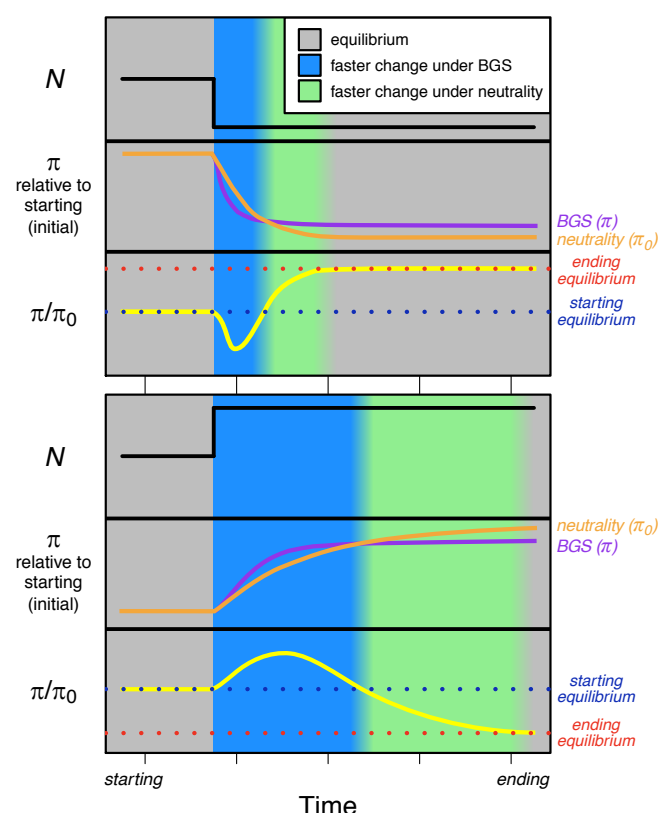 equilibrium
faster change under BGS
faster change under neutrality
N
π
relative to
starting
(initial)
BGS (π)
neutrality (π0)
π/π0
ending
equilibrium
starting
equilibrium
N
π
relative to
starting
(initial)
neutrality (π0)
BGS (π)
π/π0
starting
equilibrium
ending
equilibrium
starting
ending
Time